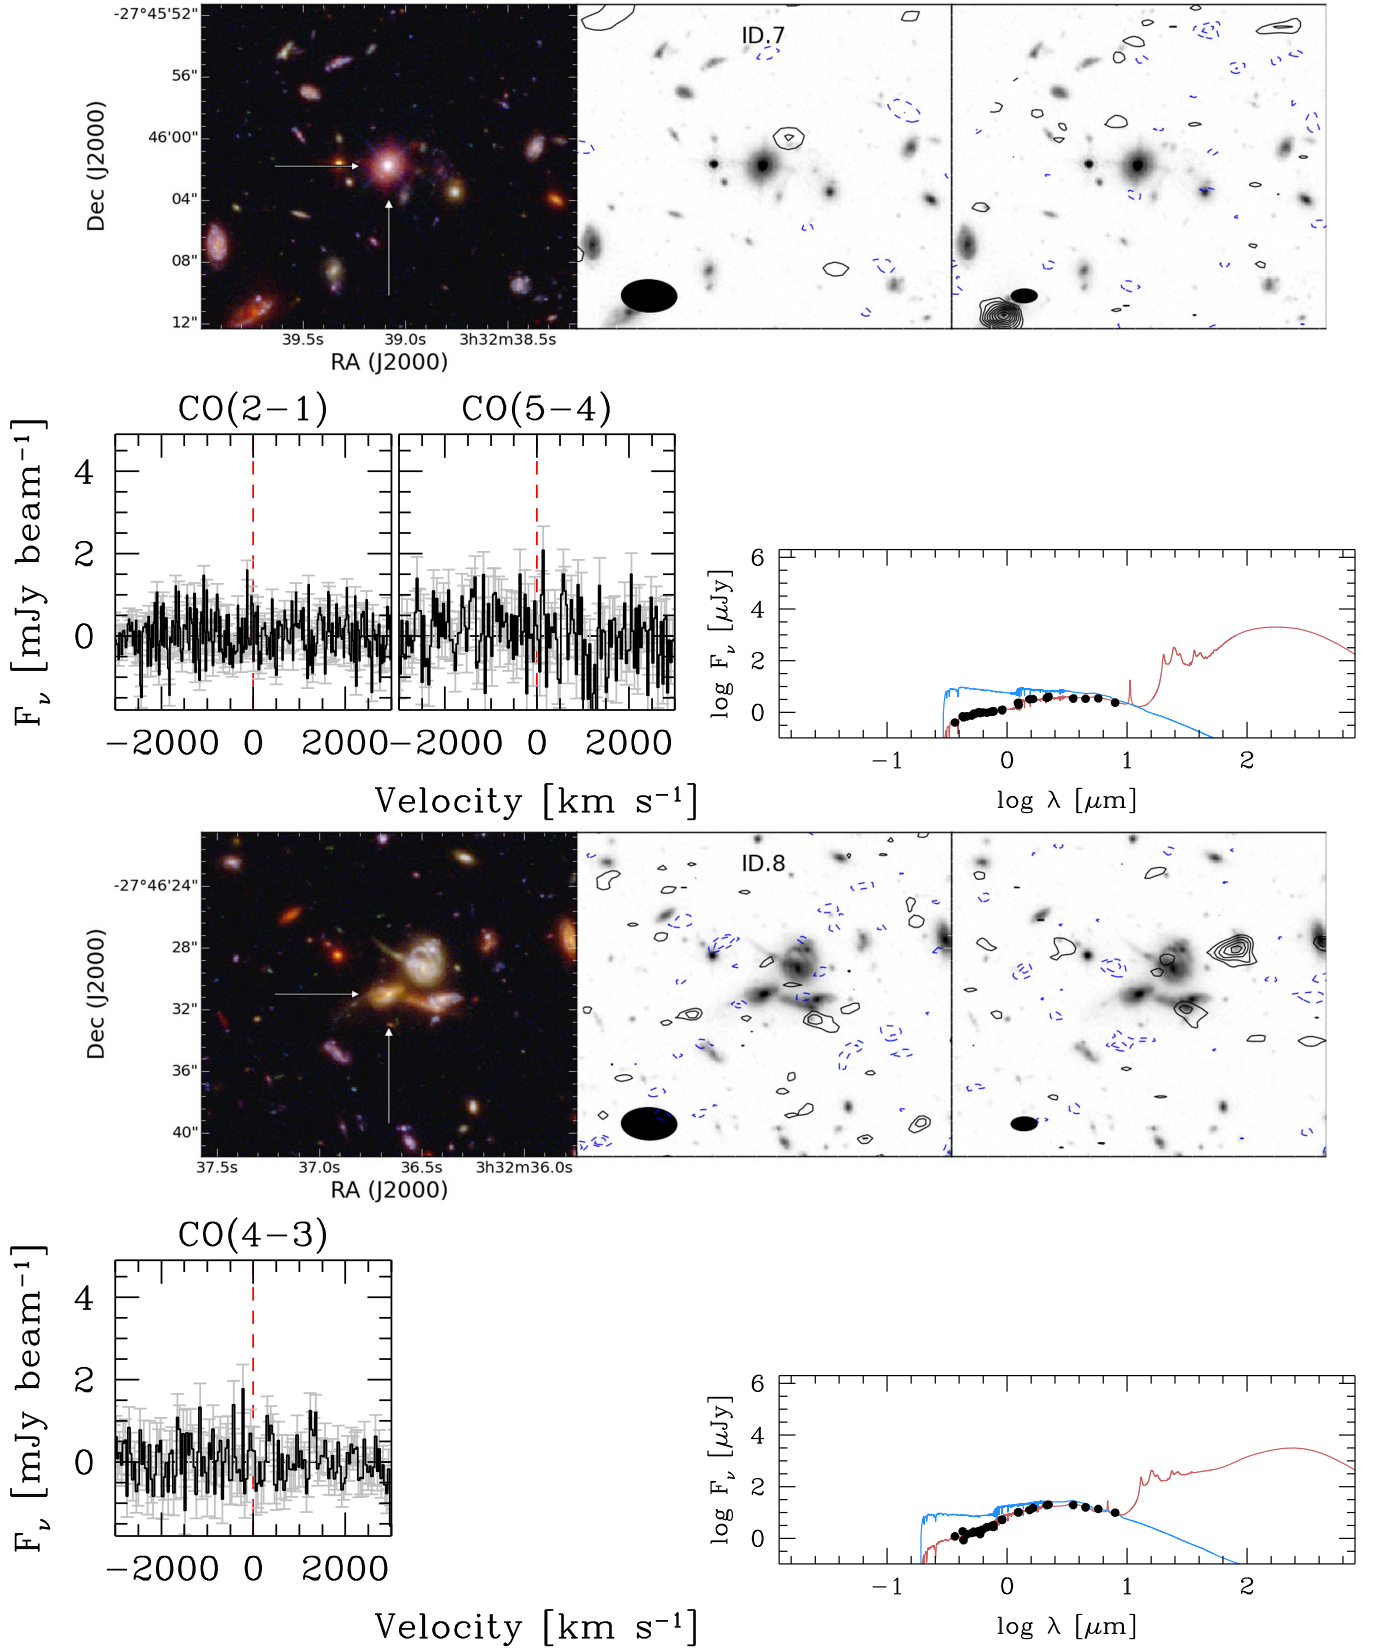 -27°45'52"
56"
46'00"
04"
08"
12"
Dec (J2000)
39.5s 39.0s 3h32m38.5s
RA (J2000)
ID.7
CO(2−1) CO(5−4)
4
2
0
F_ν [mJy beam⁻¹]
−2000 0 2000 −2000 0 2000
Velocity [km s⁻¹]
6
4
2
0
log F_ν [μJy]
−1 0 1 2
log λ [μm]
-27°46'24"
28"
32"
36"
40"
Dec (J2000)
37.5s 37.0s 36.5s 3h32m36.0s
RA (J2000)
ID.8
CO(4−3)
4
2
0
F_ν [mJy beam⁻¹]
−2000 0 2000
Velocity [km s⁻¹]
6
4
2
0
log F_ν [μJy]
−1 0 1 2
log λ [μm]